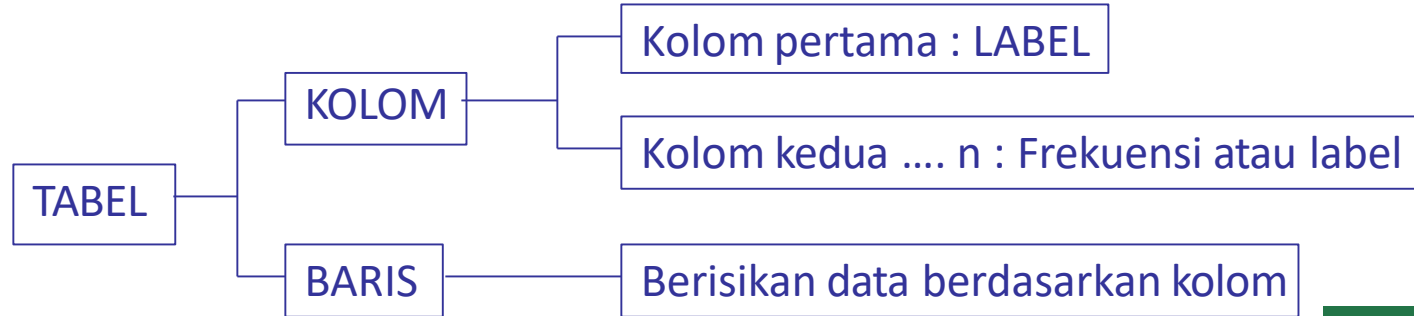 Kolom pertama : LABEL
KOLOM
Kolom kedua .... n : Frekuensi atau label
TABEL
BARIS
Berisikan data berdasarkan kolom